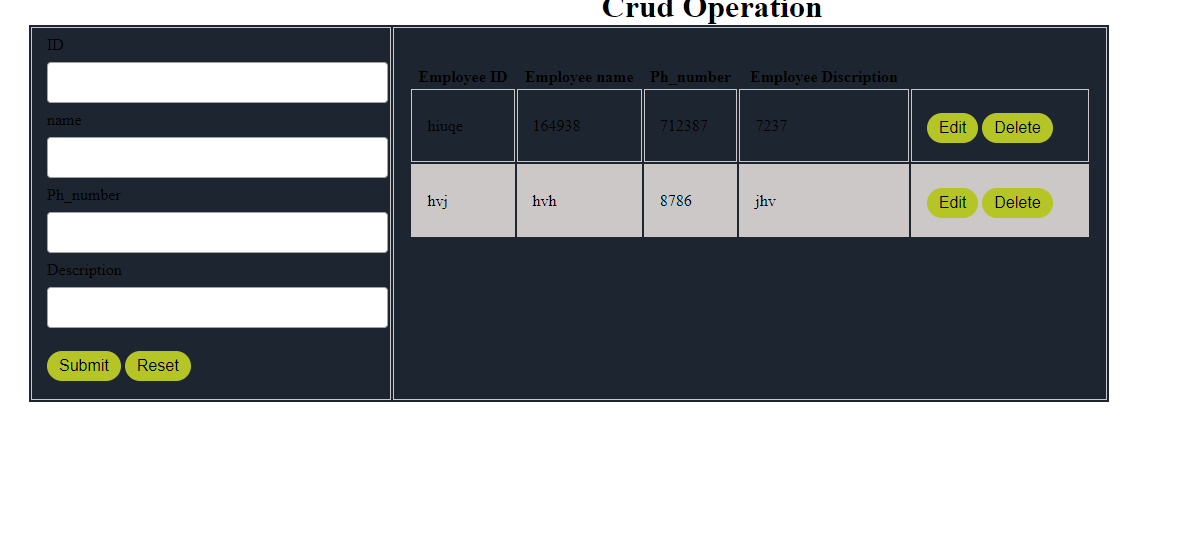 Crud Operation
ID
name
Ph_number
Description
Submit Reset
Employee ID Employee name Ph_number Employee Discription
hiuqe 164938 712387 7237 Edit Delete
hvj hvh 8786 jhv Edit Delete